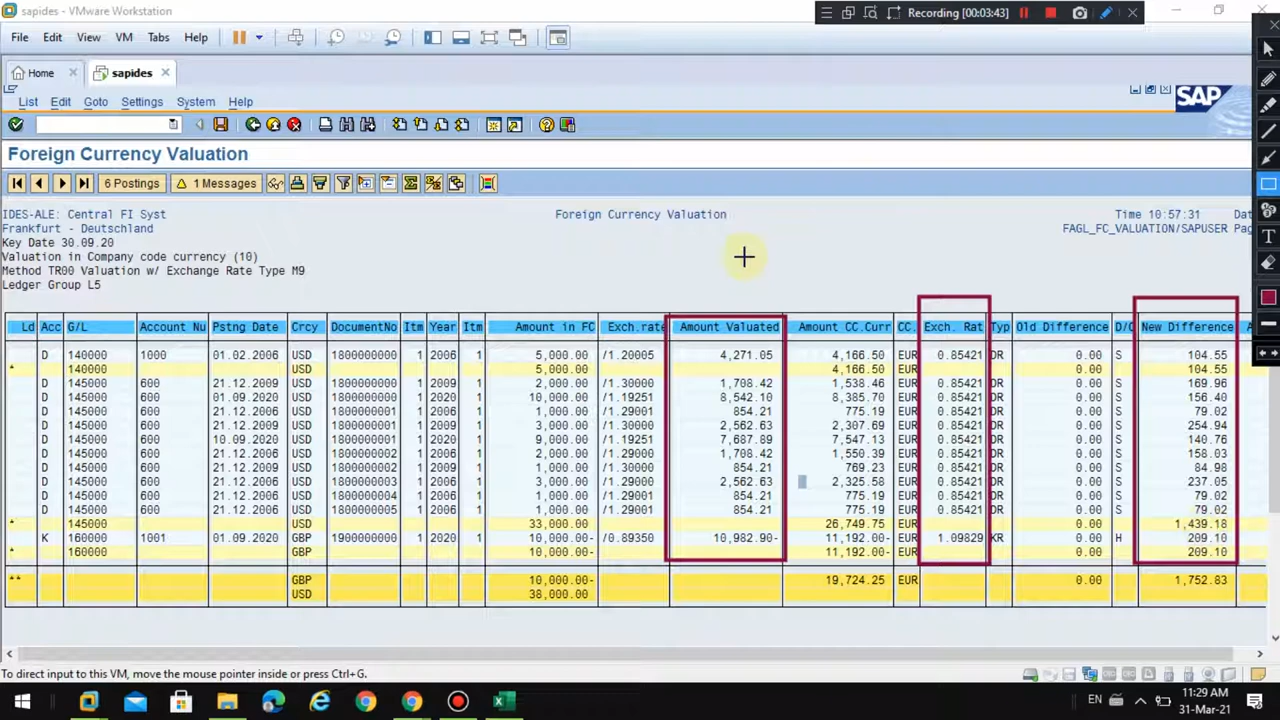 sapides - VMware Workstation
Recording [00:03:43]
File Edit View VM Tabs Help
Home sapides
List Edit Goto Settings System Help
SAP
Foreign Currency Valuation
6 Postings 1 Messages
IDES-ALE: Central FI Syst Foreign Currency Valuation Time 10:57:31 Dat
Frankfurt - Deutschland FAGL_FC_VALUATION/SAPUSER Pag
Key Date 30.09.20
Valuation in Company code currency (10)
Method TR00 Valuation w/ Exchange Rate Type M9
Ledger Group L5
Ld Acc G/L Account Nu Pstng Date Crcy DocumentNo Itm Year Itm Amount in FC Exch.rate Amount Valuated Amount CC.Curr CC. Exch. Rat Typ Old Difference D/C New Difference A
D 140000 1000 01.02.2006 USD 1800000000 1 2006 1 5,000.00 /1.20005 4,271.05 4,166.50 EUR 0.85421 DR 0.00 S 104.55
* 140000 USD 5,000.00 4,166.50 EUR 0.00 104.55
D 145000 600 21.12.2009 USD 1800000000 1 2009 1 2,000.00 /1.30000 1,708.42 1,538.46 EUR 0.85421 DR 0.00 S 169.96
D 145000 600 01.09.2020 USD 1800000000 1 2020 1 10,000.00 /1.19251 8,542.10 8,385.70 EUR 0.85421 DR 0.00 S 156.40
D 145000 600 21.12.2006 USD 1800000001 1 2006 1 1,000.00 /1.29001 854.21 775.19 EUR 0.85421 DR 0.00 S 79.02
D 145000 600 21.12.2009 USD 1800000001 1 2009 1 3,000.00 /1.30000 2,562.63 2,307.69 EUR 0.85421 DR 0.00 S 254.94
D 145000 600 10.09.2020 USD 1800000001 1 2020 1 9,000.00 /1.19251 7,687.89 7,547.13 EUR 0.85421 DR 0.00 S 140.76
D 145000 600 21.12.2006 USD 1800000002 1 2006 1 2,000.00 /1.29000 1,708.42 1,550.39 EUR 0.85421 DR 0.00 S 158.03
D 145000 600 21.12.2009 USD 1800000002 1 2009 1 1,000.00 /1.30000 854.21 769.23 EUR 0.85421 DR 0.00 S 84.98
D 145000 600 21.12.2006 USD 1800000003 1 2006 1 3,000.00 /1.29000 2,562.63 2,325.58 EUR 0.85421 DR 0.00 S 237.05
D 145000 600 21.12.2006 USD 1800000004 1 2006 1 1,000.00 /1.29001 854.21 775.19 EUR 0.85421 DR 0.00 S 79.02
D 145000 600 21.12.2006 USD 1800000005 1 2006 1 1,000.00 /1.29001 854.21 775.19 EUR 0.85421 DR 0.00 S 79.02
* 145000 USD 33,000.00 26,749.75 EUR 0.00 1,439.18
K 160000 1001 01.09.2020 GBP 1900000000 1 2020 1 10,000.00- /0.89350 10,982.90- 11,192.00- EUR 1.09829 KR 0.00 H 209.10
* 160000 GBP 10,000.00- 11,192.00- EUR 0.00 209.10
** GBP 10,000.00- 19,724.25 EUR 0.00 1,752.83
USD 38,000.00
To direct input to this VM, move the mouse pointer inside or press Ctrl+G.
EN 11:29 AM
31-Mar-21